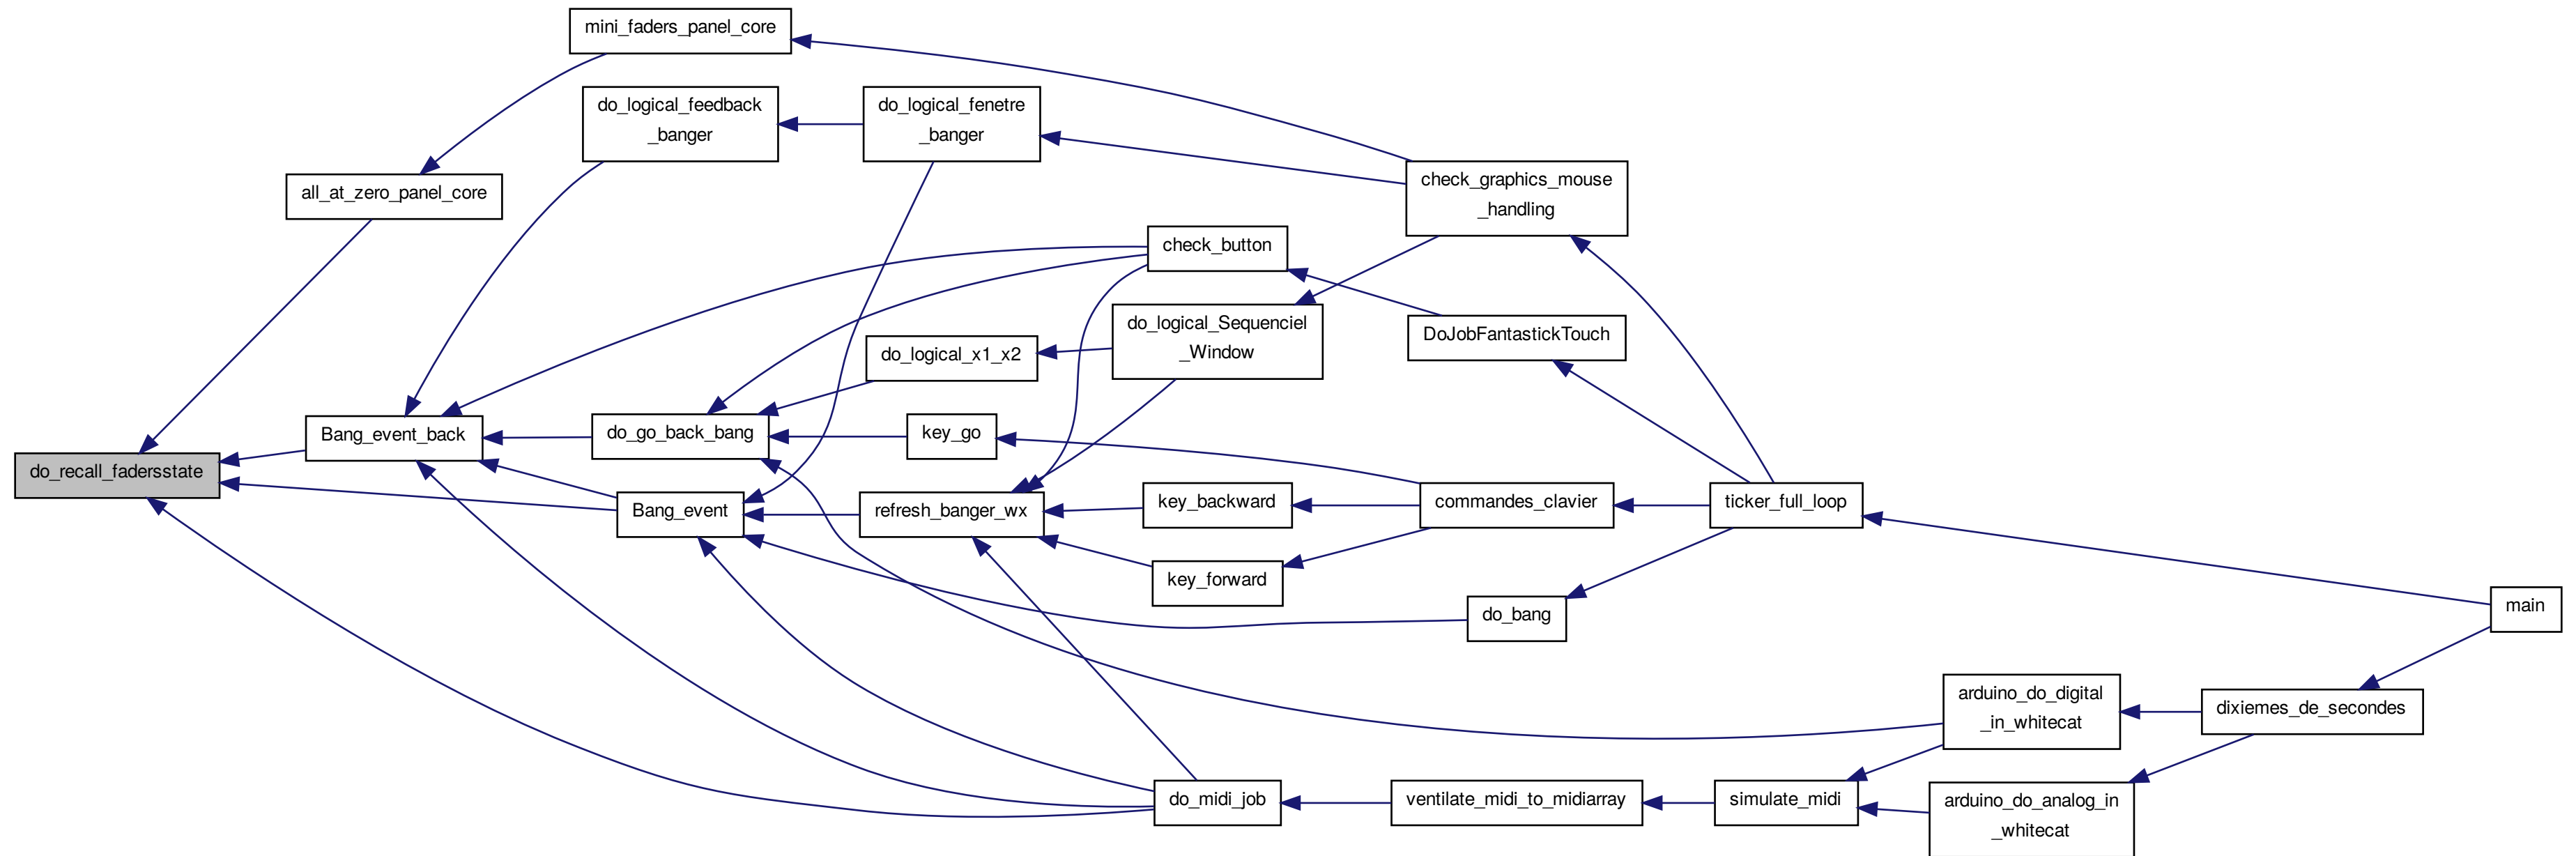 mini_faders_panel_core
do_logical_feedback
_banger
do_logical_fenetre
_banger
all_at_zero_panel_core
check_graphics_mouse
_handling
check_button
do_logical_Sequenciel
_Window
DoJobFantastickTouch
do_logical_x1_x2
Bang_event_back
do_go_back_bang
key_go
do_recall_fadersstate
Bang_event
refresh_banger_wx
key_backward
commandes_clavier
ticker_full_loop
key_forward
do_bang
main
arduino_do_digital
_in_whitecat
dixiemes_de_secondes
do_midi_job
ventilate_midi_to_midiarray
simulate_midi
arduino_do_analog_in
_whitecat